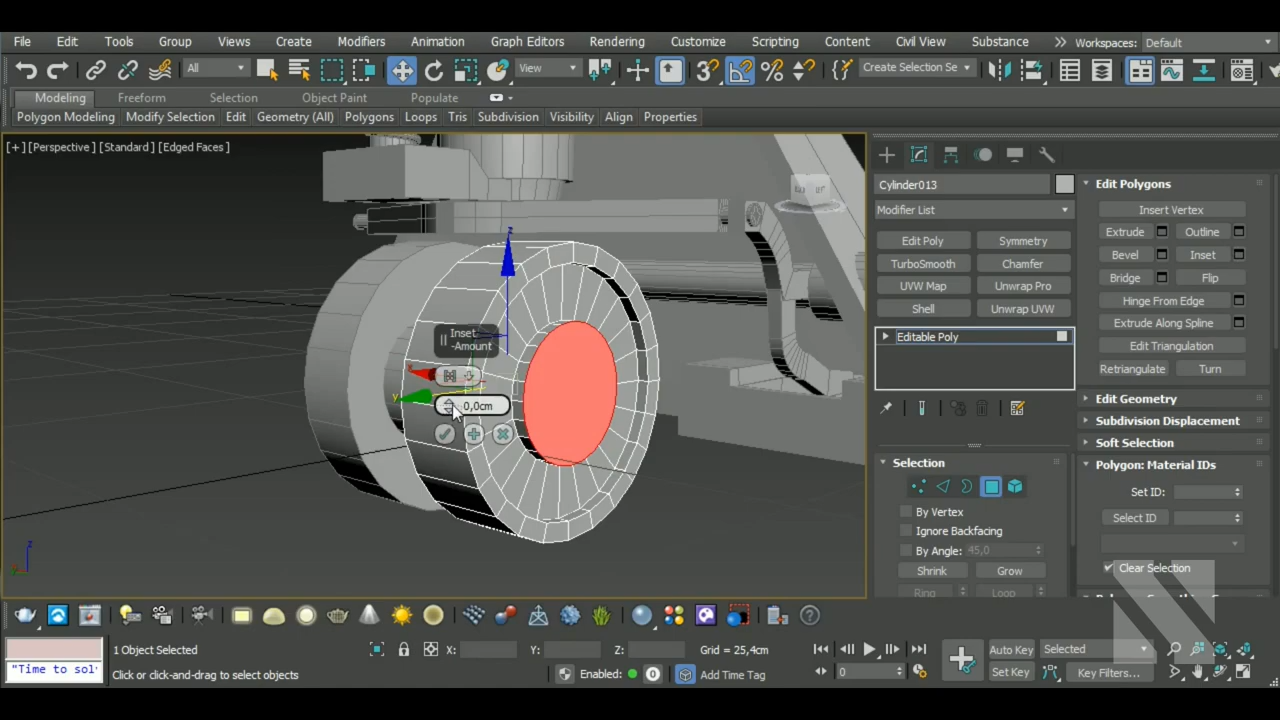 File Edit Tools Group Views Create Modifiers Animation Graph Editors Rendering Customize Scripting Content Civil View Substance Workspaces: Default
All View Create Selection Se
Modeling Freeform Selection Object Paint Populate
Polygon Modeling Modify Selection Edit Geometry (All) Polygons Loops Tris Subdivision Visibility Align Properties
[+] [Perspective] [Standard] [Edged Faces]
Cylinder013
Modifier List
Edit Poly Symmetry
TurboSmooth Chamfer
UVW Map Unwrap Pro
Shell Unwrap UVW
Editable Poly
Selection
By Vertex
Ignore Backfacing
By Angle: 45,0
Shrink Grow
Ring Loop
Edit Polygons
Insert Vertex
Extrude Outline
Bevel Inset
Bridge Flip
Hinge From Edge
Extrude Along Spline
Edit Triangulation
Retriangulate Turn
Edit Geometry
Subdivision Displacement
Soft Selection
Polygon: Material IDs
Set ID:
Select ID
Clear Selection
z
Inset
-Amount
x
y
0,0cm
z
1 Object Selected X: Y: Z: Grid = 25,4cm
"Time to sol
Click or click-and-drag to select objects Enabled: 0 Add Time Tag
0
Auto Key Selected
Set Key Key Filters...